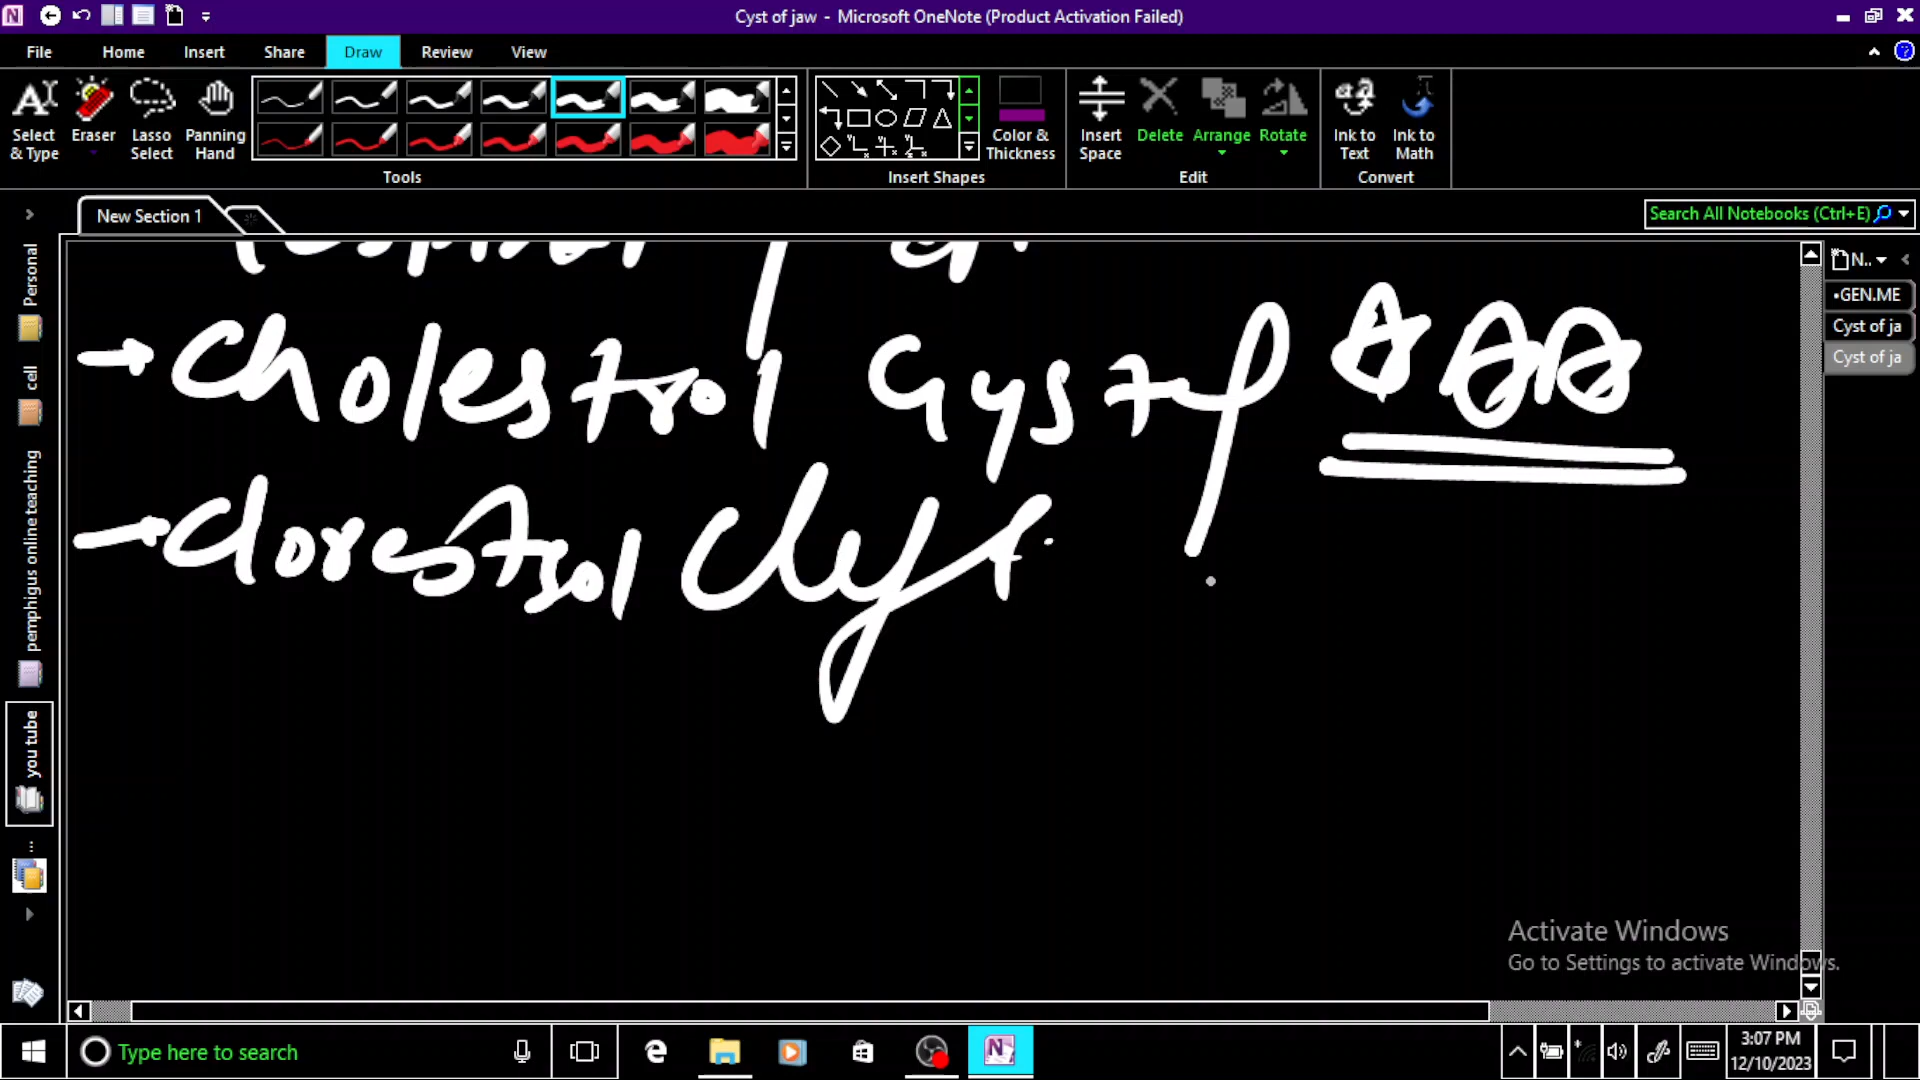 Cyst of jaw - Microsoft OneNote (Product Activation Failed)
File Home Insert Share Draw Review View
Select & Type Eraser Lasso Select Panning Hand Color & Thickness Insert Space Delete Arrange Rotate Ink to Text Ink to Math
Tools Insert Shapes Edit Convert
New Section 1
Search All Notebooks (Ctrl+E)
N..
•GEN.ME
Cyst of ja
Cyst of ja
Personal
cell
pemphigus online teaching
you tube
→ Cholestrol
→ Clorestrol
Activate Windows
Go to Settings to activate Windows.
Type here to search
3:07 PM
12/10/2023